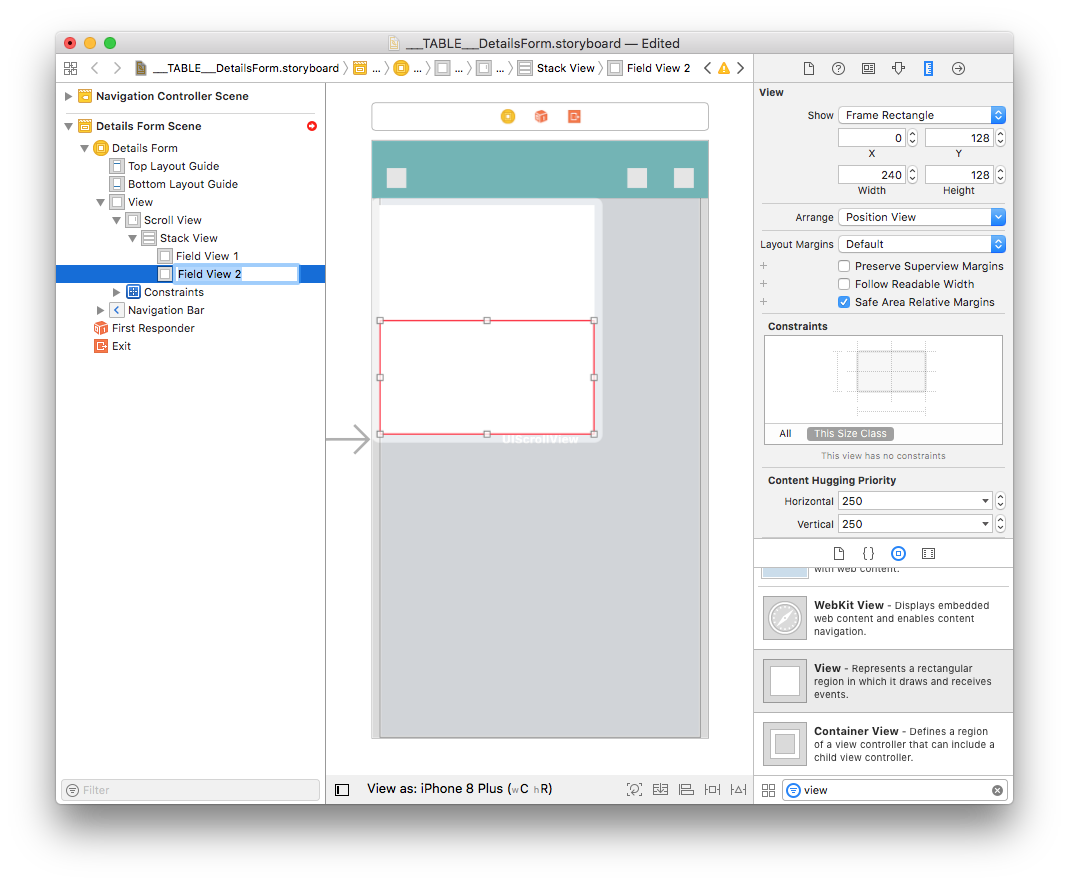 ___TABLE___DetailsForm.storyboard — Edited
___TABLE___DetailsForm.storyboard ... ... ... ... Stack View Field View 2
Navigation Controller Scene
Details Form Scene
Details Form
Top Layout Guide
Bottom Layout Guide
View
Scroll View
Stack View
Field View 1
Field View 2
Constraints
Navigation Bar
First Responder
Exit
Filter
UIScrollView
View as: iPhone 8 Plus (wC hR)
View
Show Frame Rectangle
0 128
X Y
240 128
Width Height
Arrange Position View
Layout Margins Default
Preserve Superview Margins
Follow Readable Width
Safe Area Relative Margins
Constraints
All This Size Class
This view has no constraints
Content Hugging Priority
Horizontal 250
Vertical 250
{}
with web content.
WebKit View - Displays embedded
web content and enables content
navigation.
View - Represents a rectangular
region in which it draws and receives
events.
Container View - Defines a region
of a view controller that can include a
child view controller.
view